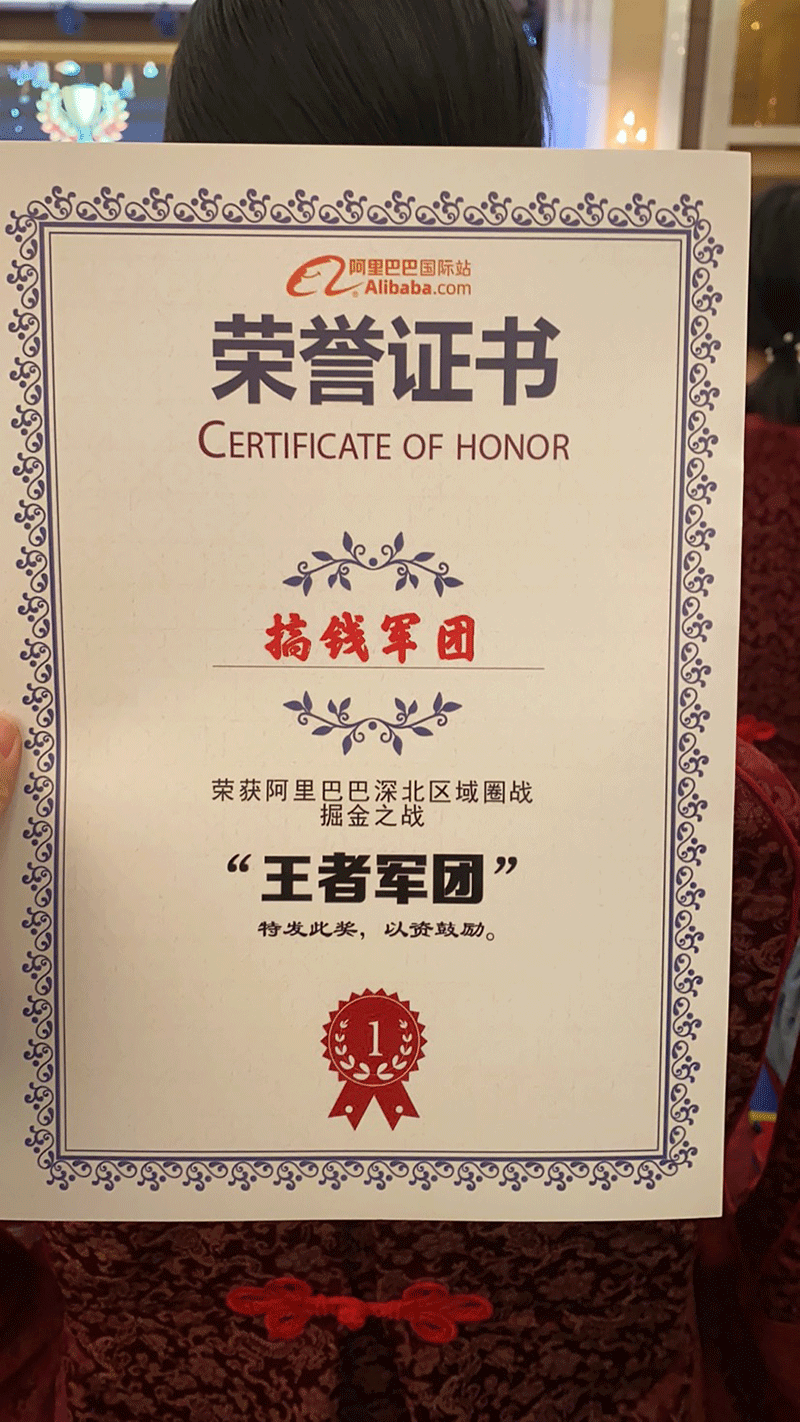 阿里巴巴国际站
Alibaba.com
荣誉证书
CERTIFICATE OF HONOR
搞钱军团
荣获阿里巴巴深北区域圈战
掘金之战
“王者军团”
特发此奖，以资鼓励。
1